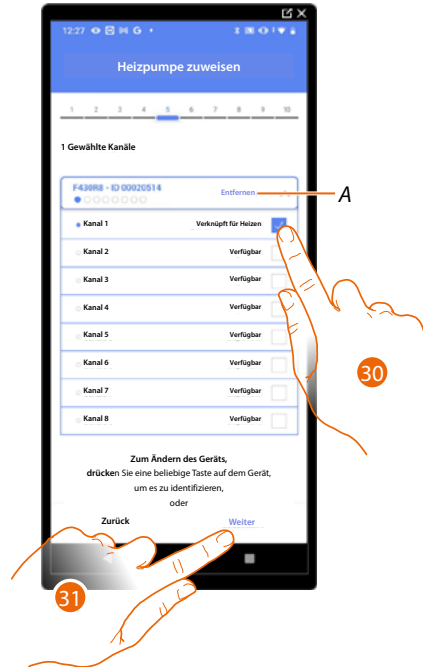 12:27
Heizpumpe zuweisen
1 2 3 4 5 6 7 8 9 10
1 Gewählte Kanäle
F430R8 - ID 00020514
Entfernen
A
Kanal 1 Verknüpft für Heizen
Kanal 2 Verfügbar
Kanal 3 Verfügbar
Kanal 4 Verfügbar
Kanal 5 Verfügbar
Kanal 6 Verfügbar
Kanal 7 Verfügbar
Kanal 8 Verfügbar
30
Zum Ändern des Geräts,
drücken Sie eine beliebige Taste auf dem Gerät,
um es zu identifizieren,
oder
Zurück Weiter
31